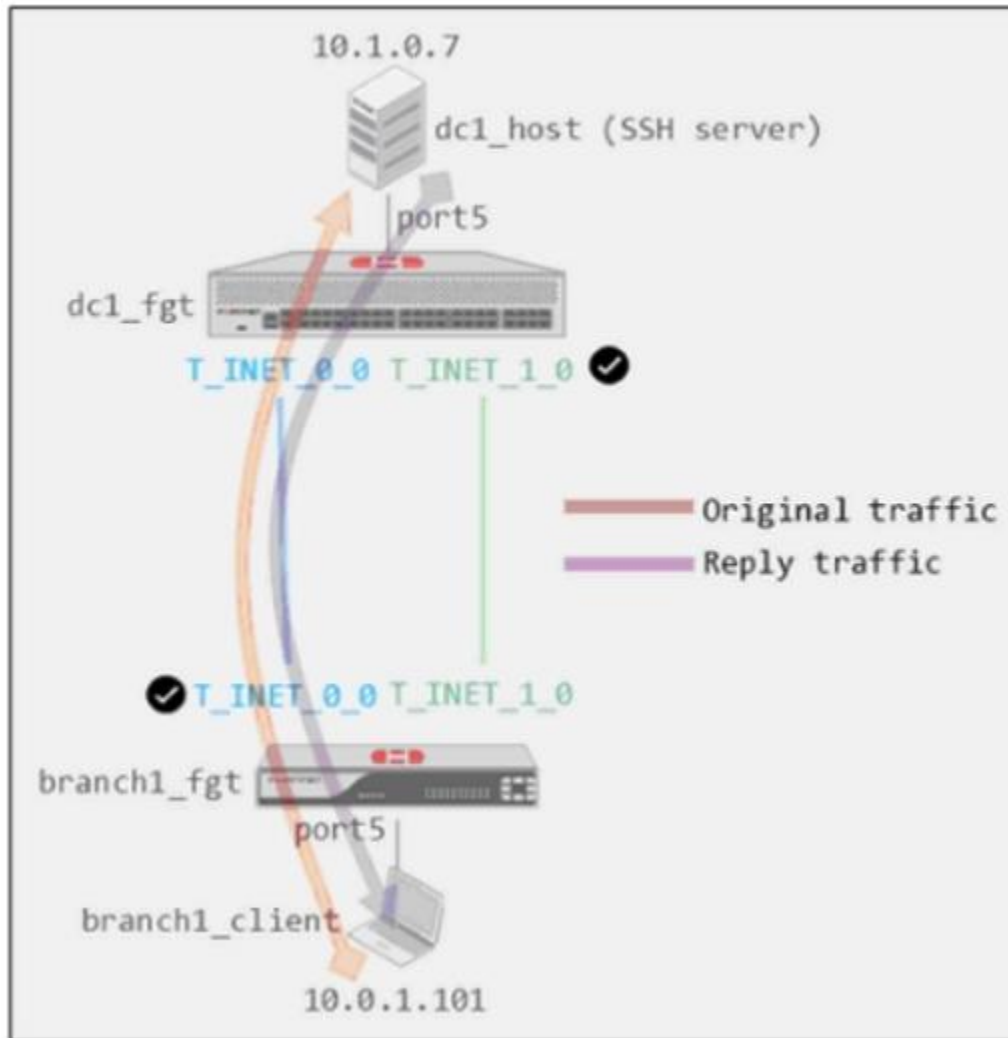 10.1.0.7
dc1_host (SSH server)
port5
dc1_fgt
T_INET_0_0 T_INET_1_0
Original traffic
Reply traffic
T_INET_0_0 T_INET_1_0
branch1_fgt
port5
branch1_client
10.0.1.101